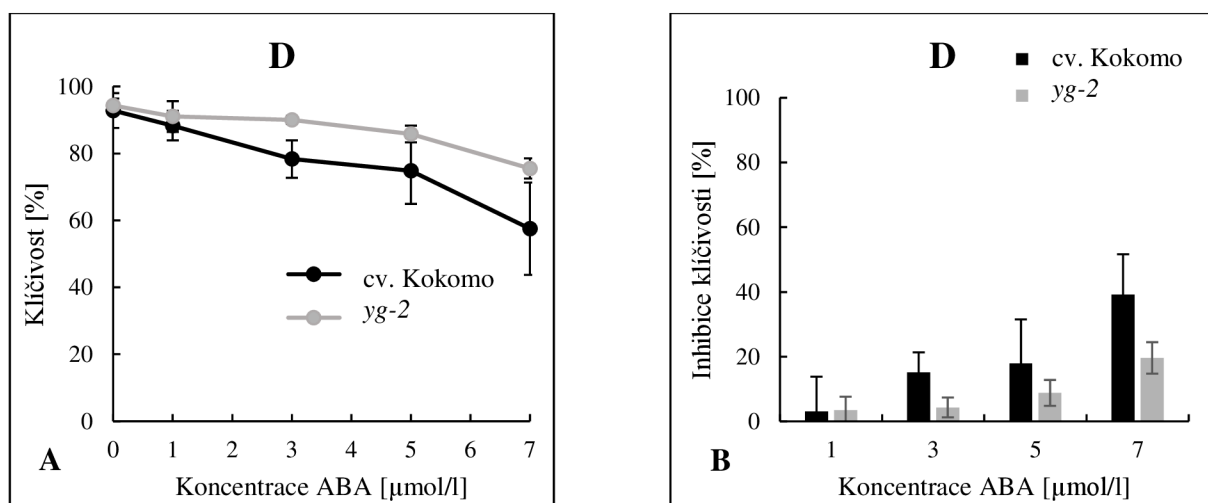 D
100
80
60
40
20
0
Klíčivost [%]
cv. Kokomo
yg-2
0 1 2 3 4 5 6 7
A
Koncentrace ABA [µmol/l]
D
cv. Kokomo
yg-2
100
80
60
40
20
0
Inhibice klíčivosti [%]
1 3 5 7
B
Koncentrace ABA [µmol/l]